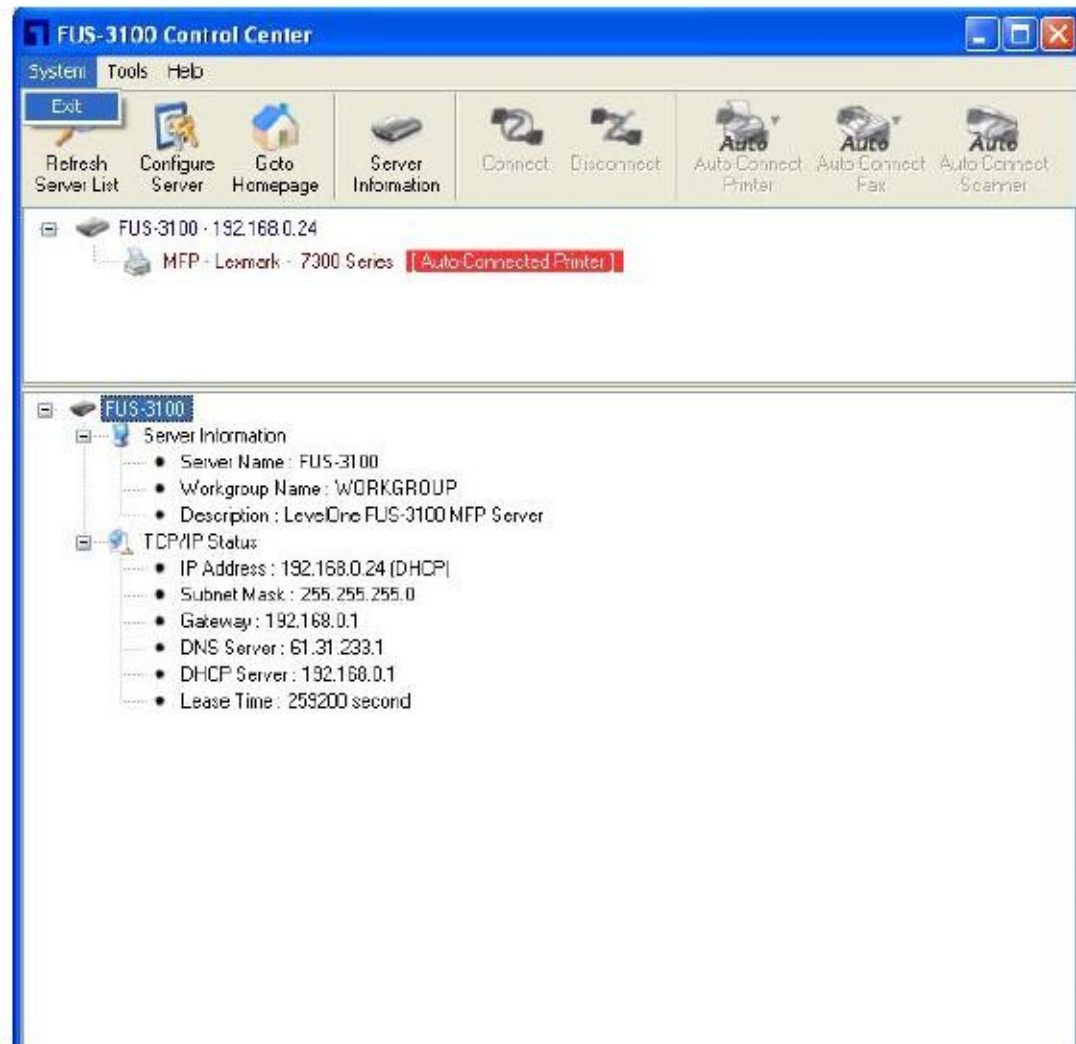 FUS-3100 Control Center
System Tools Help
Exit
Refresh Server List
Configure Server
Goto Homepage
Server Information
Connect
Disconnect
Auto
Auto Connect Printer
Auto
Auto Connect Fax
Auto
Auto Connect Scanner
FUS-3100 - 192.168.0.24
MFP - Lexmark - 7300 Series [ Auto-Connected Printer ]
FUS-3100
Server Information
Server Name : FUS-3100
Workgroup Name : WORKGROUP
Description : LevelOne FUS-3100 MFP Server
TCP/IP Status
IP Address : 192.168.0.24 (DHCP)
Subnet Mask : 255.255.255.0
Gateway : 192.168.0.1
DNS Server : 61.31.233.1
DHCP Server : 192.168.0.1
Lease Time : 259200 second